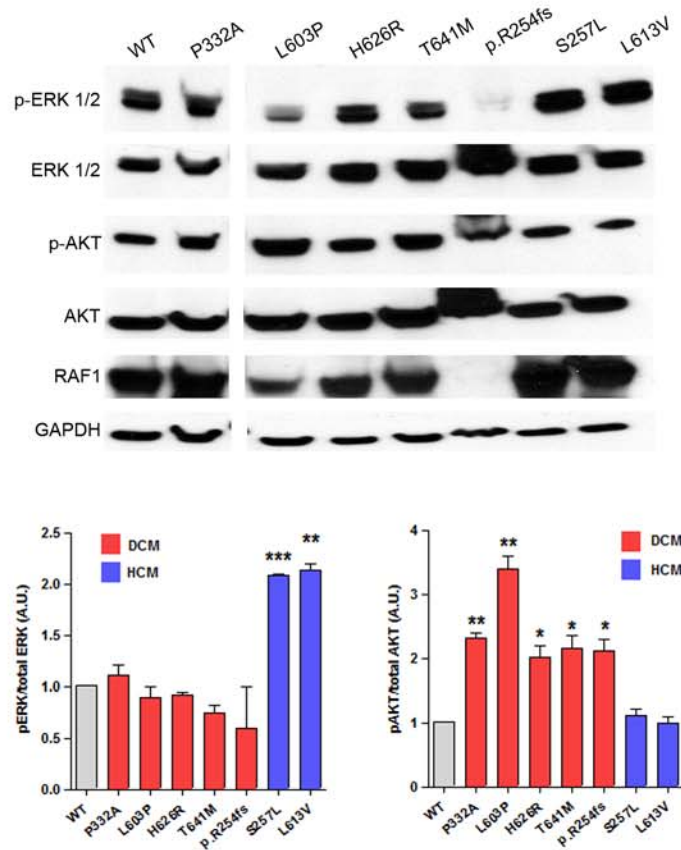 WT P332A L603P H626R T641M p.R254fs S257L L613V
p-ERK 1/2
ERK 1/2
p-AKT
AKT
RAF1
GAPDH
2.5
2.0
1.5
1.0
0.5
0.0
pERK/total ERK (A.U.)
DCM
HCM
*** **
WT P332A L603P H626R T641M p.R254fs S257L L613V
4
3
2
1
0
pAKT/total AKT (A.U.)
DCM
HCM
** ** * * *
WT P332A L603P H626R T641M p.R254fs S257L L613V